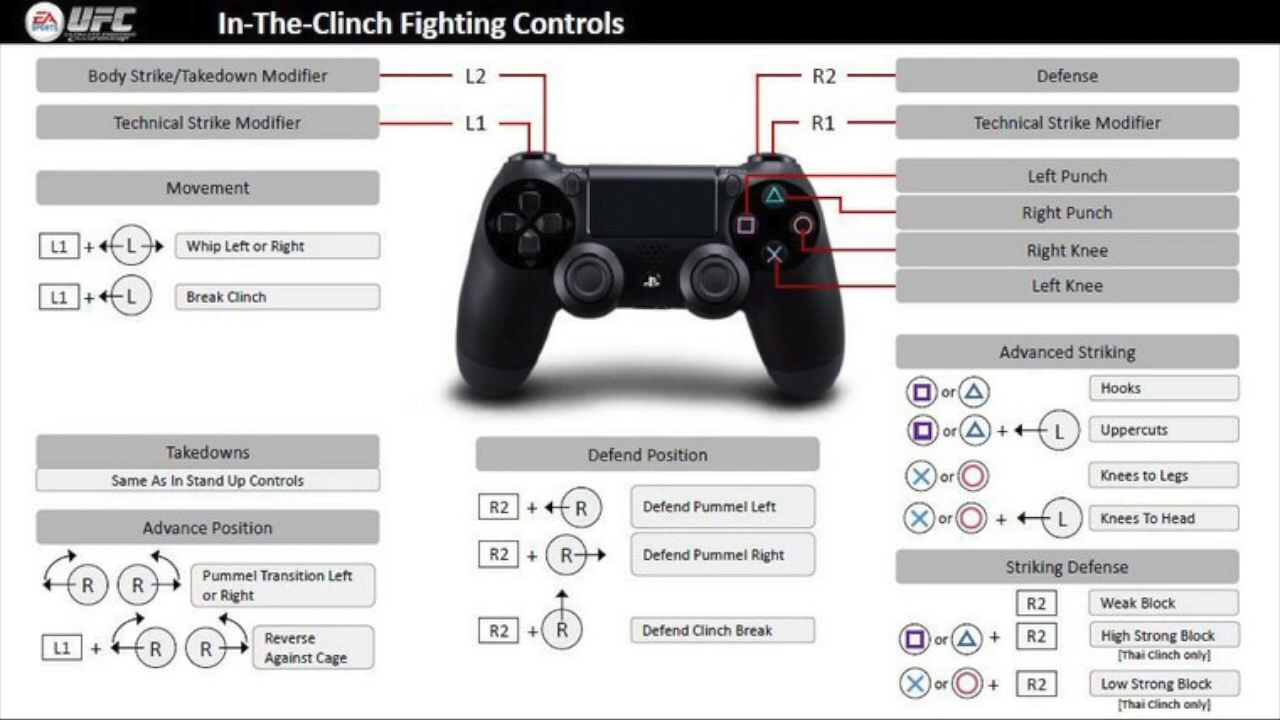 EA
SPORTS
UFC
In-The-Clinch Fighting Controls
Body Strike/Takedown Modifier
L2
R2
Defense
Technical Strike Modifier
L1
R1
Technical Strike Modifier
Movement
L1 + L
Whip Left or Right
L1 + L
Break Clinch
Left Punch
Right Punch
Right Knee
Left Knee
Advanced Striking
or
Hooks
or + L
Uppercuts
or
Knees to Legs
or + L
Knees To Head
Takedowns
Same As In Stand Up Controls
Advance Position
R R
Pummel Transition Left
or Right
L1 + R R
Reverse
Against Cage
Defend Position
R2 + R
Defend Pummel Left
R2 + R
Defend Pummel Right
R2 + R
Defend Clinch Break
Striking Defense
R2
Weak Block
or + R2
High Strong Block
[Thai Clinch only]
or + R2
Low Strong Block
[Thai Clinch only]